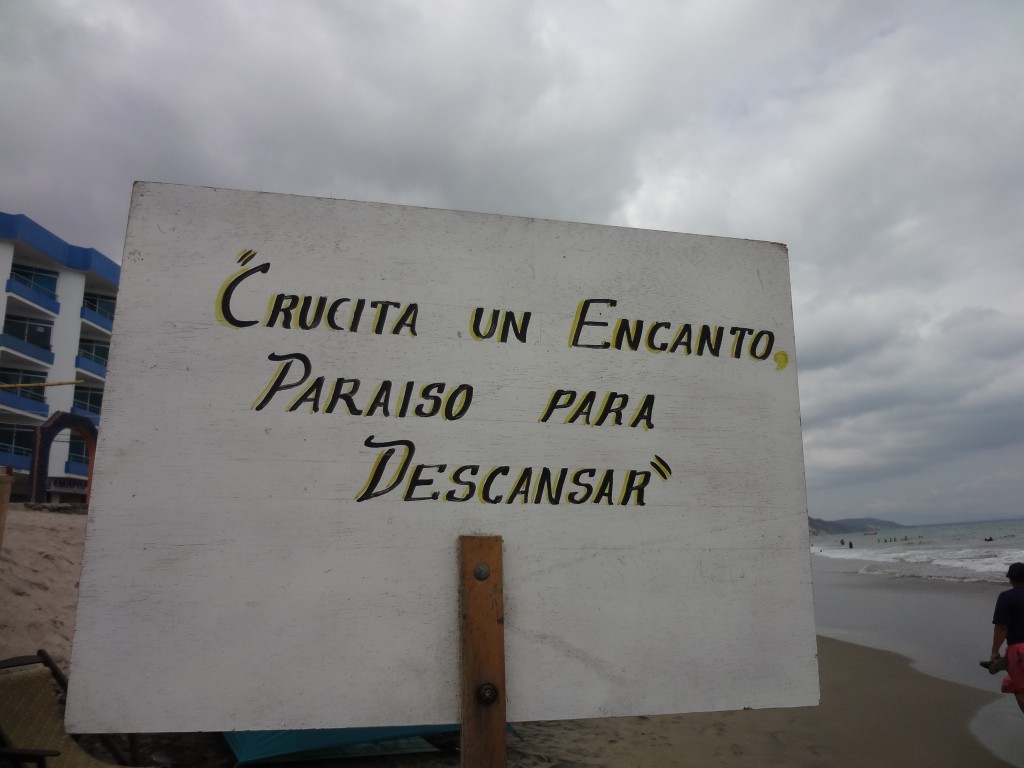 "CRUCITA UN ENCANTO,
PARAISO PARA
DESCANSAR"